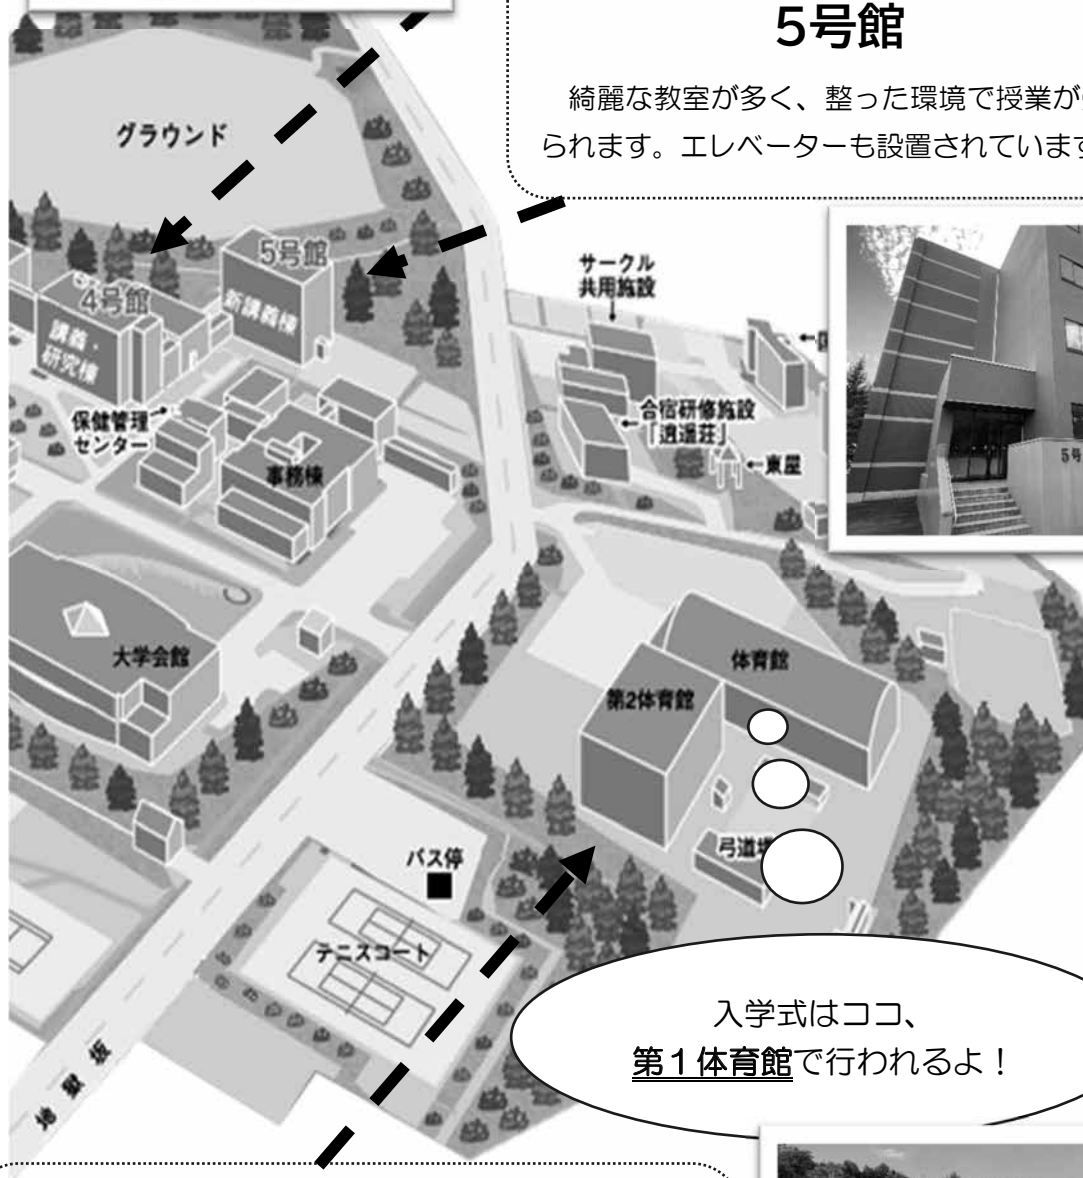 5号館
綺麗な教室が多く、整った環境で授業が
られます。エレベーターも設置されています
グラウンド
5号館
新講義棟
4号館
講義・
研究棟
サークル
共用施設
合宿研修施設
「逍遥荘」
東屋
保健管理
センター
事務棟
5号
大学会館
体育館
第2体育館
弓道場
バス停
テニスコート
地獄坂
入学式はココ、
第１体育館で行われるよ！